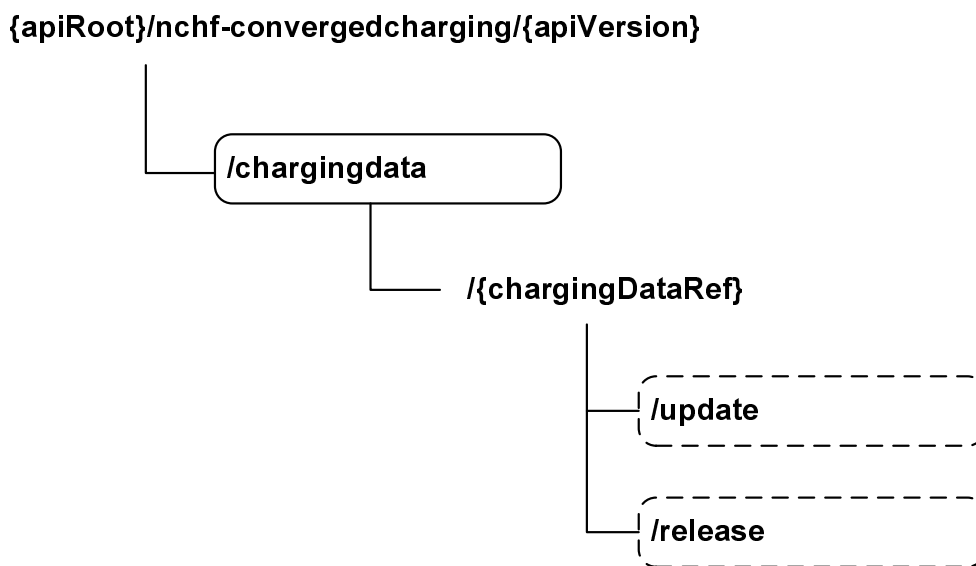 {apiRoot}/nchf-convergedcharging/{apiVersion}
/chargingdata
/{chargingDataRef}
/update
/release